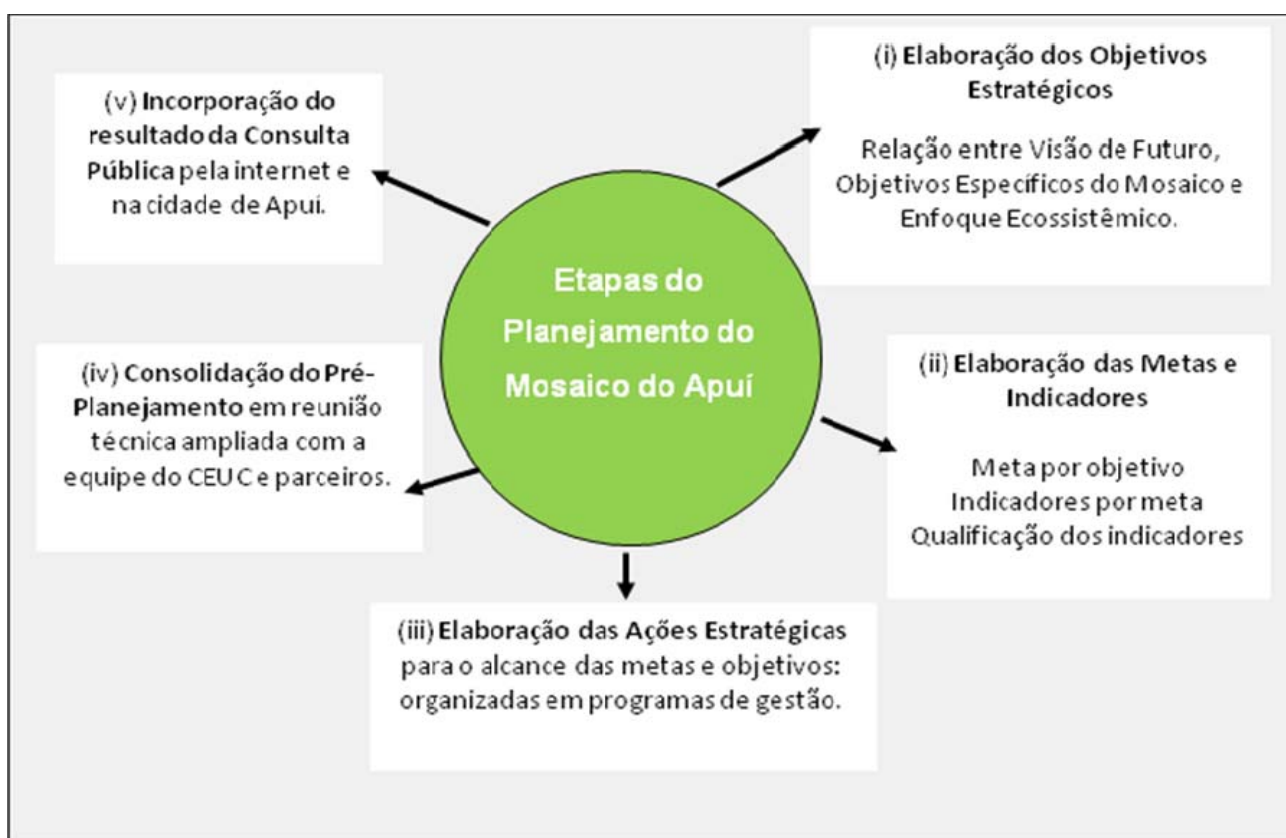 Etapas do
Planejamento do
Mosaico do Apuí
(i) Elaboração dos Objetivos
Estratégicos
Relação entre Visão de Futuro,
Objetivos Específicos do Mosaico e
Enfoque Ecossistêmico.
(ii) Elaboração das Metas e
Indicadores
Meta por objetivo
Indicadores por meta
Qualificação dos indicadores
(iii) Elaboração das Ações Estratégicas
para o alcance das metas e objetivos:
organizadas em programas de gestão.
(iv) Consolidação do Pré-
Planejamento em reunião
técnica ampliada com a
equipe do CEUC e parceiros.
(v) Incorporação do
resultado da Consulta
Pública pela internet e
na cidade de Apuí.